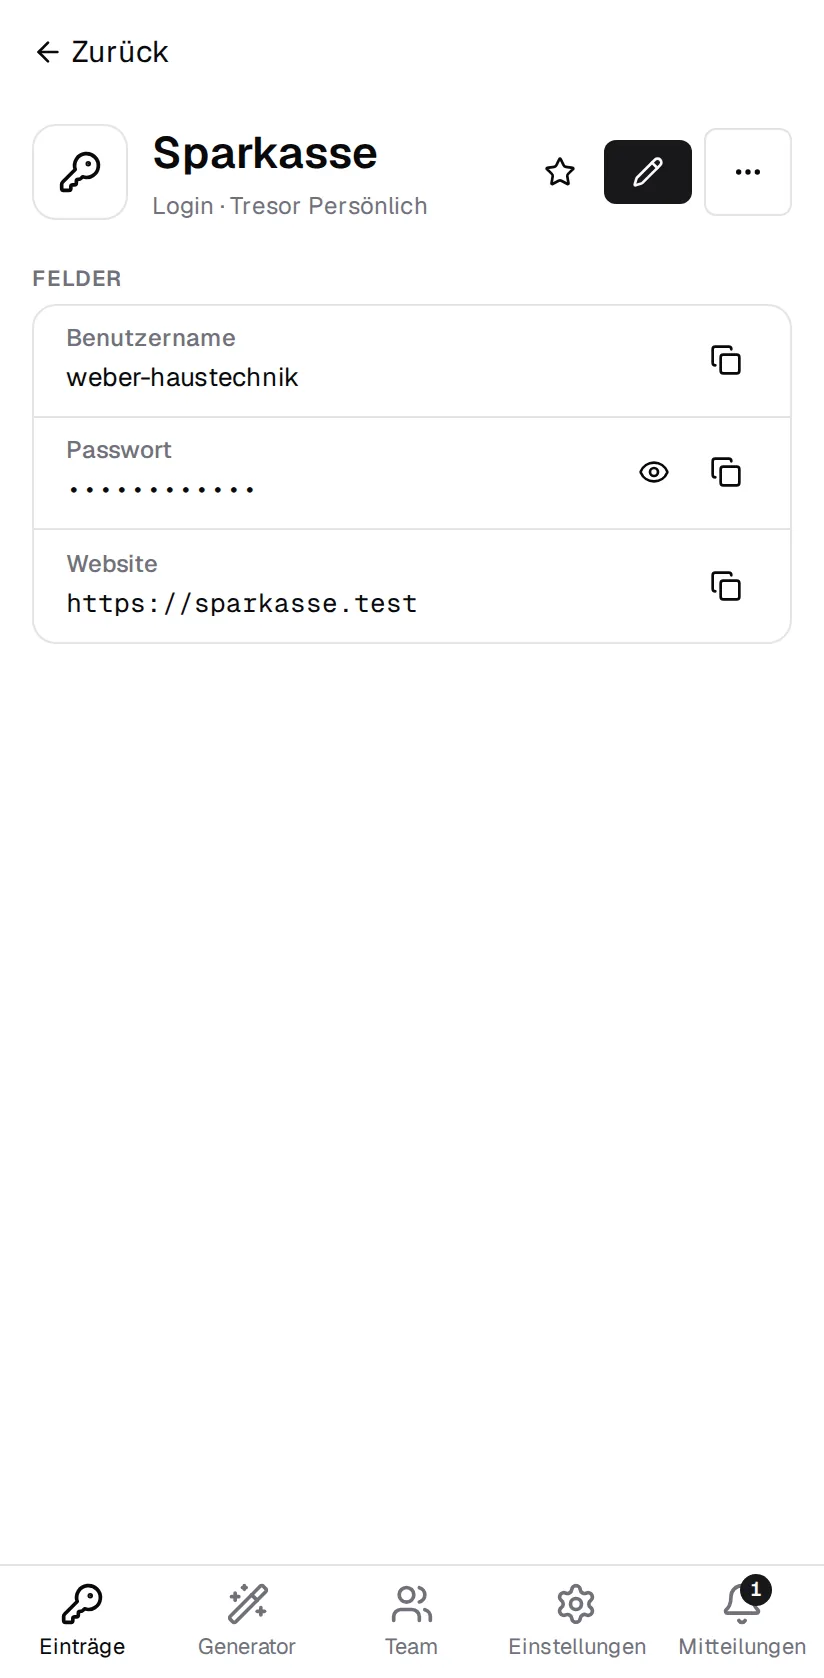 Zurück
Sparkasse
Login · Tresor Persönlich
FELDER
Benutzername
weber-haustechnik
Passwort
••••••••••••
Website
https://sparkasse.test
1
Einträge
Generator
Team
Einstellungen
Mitteilungen